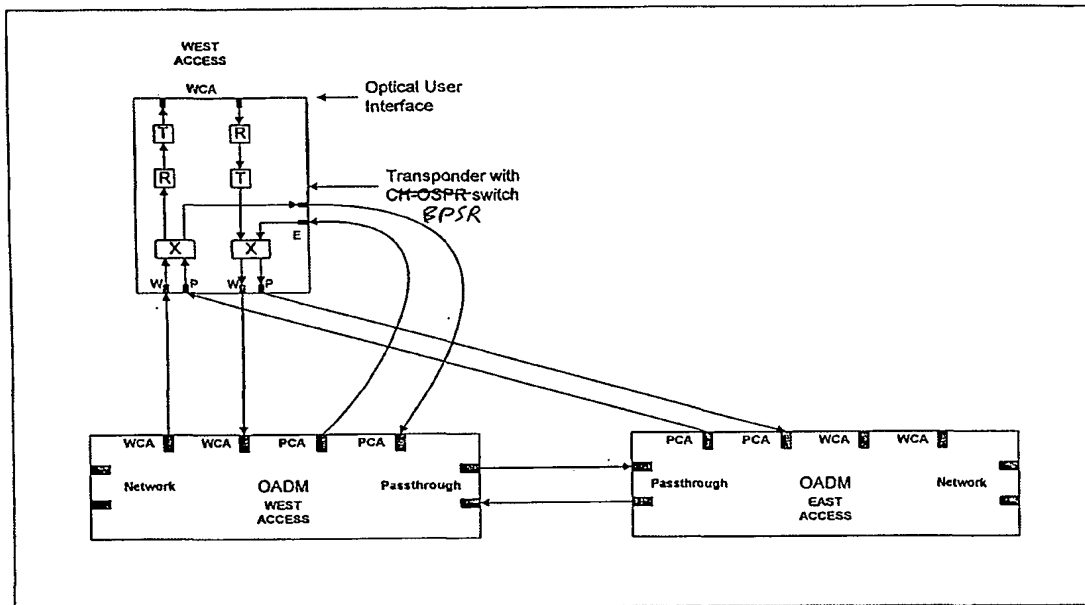 WEST
ACCESS
WCA
Optical User
Interface
T
R
R
T
Transponder with
CH-OSPR switch
BPSR
E
X
X
W
P
W
P
WCA
WCA
PCA
PCA
PCA
PCA
WCA
WCA
Network
OADM
Passthrough
WEST
ACCESS
Passthrough
OADM
Network
EAST
ACCESS